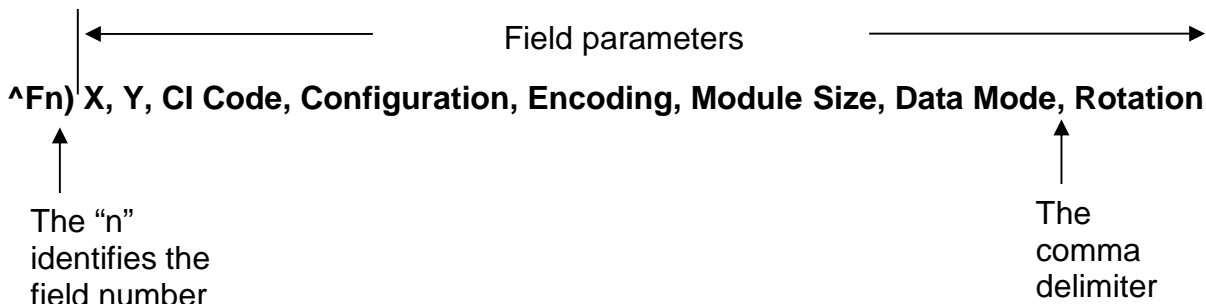 Field parameters
^Fn) X, Y, CI Code, Configuration, Encoding, Module Size, Data Mode, Rotation
The “n”
identifies the
field number
The
comma
delimiter